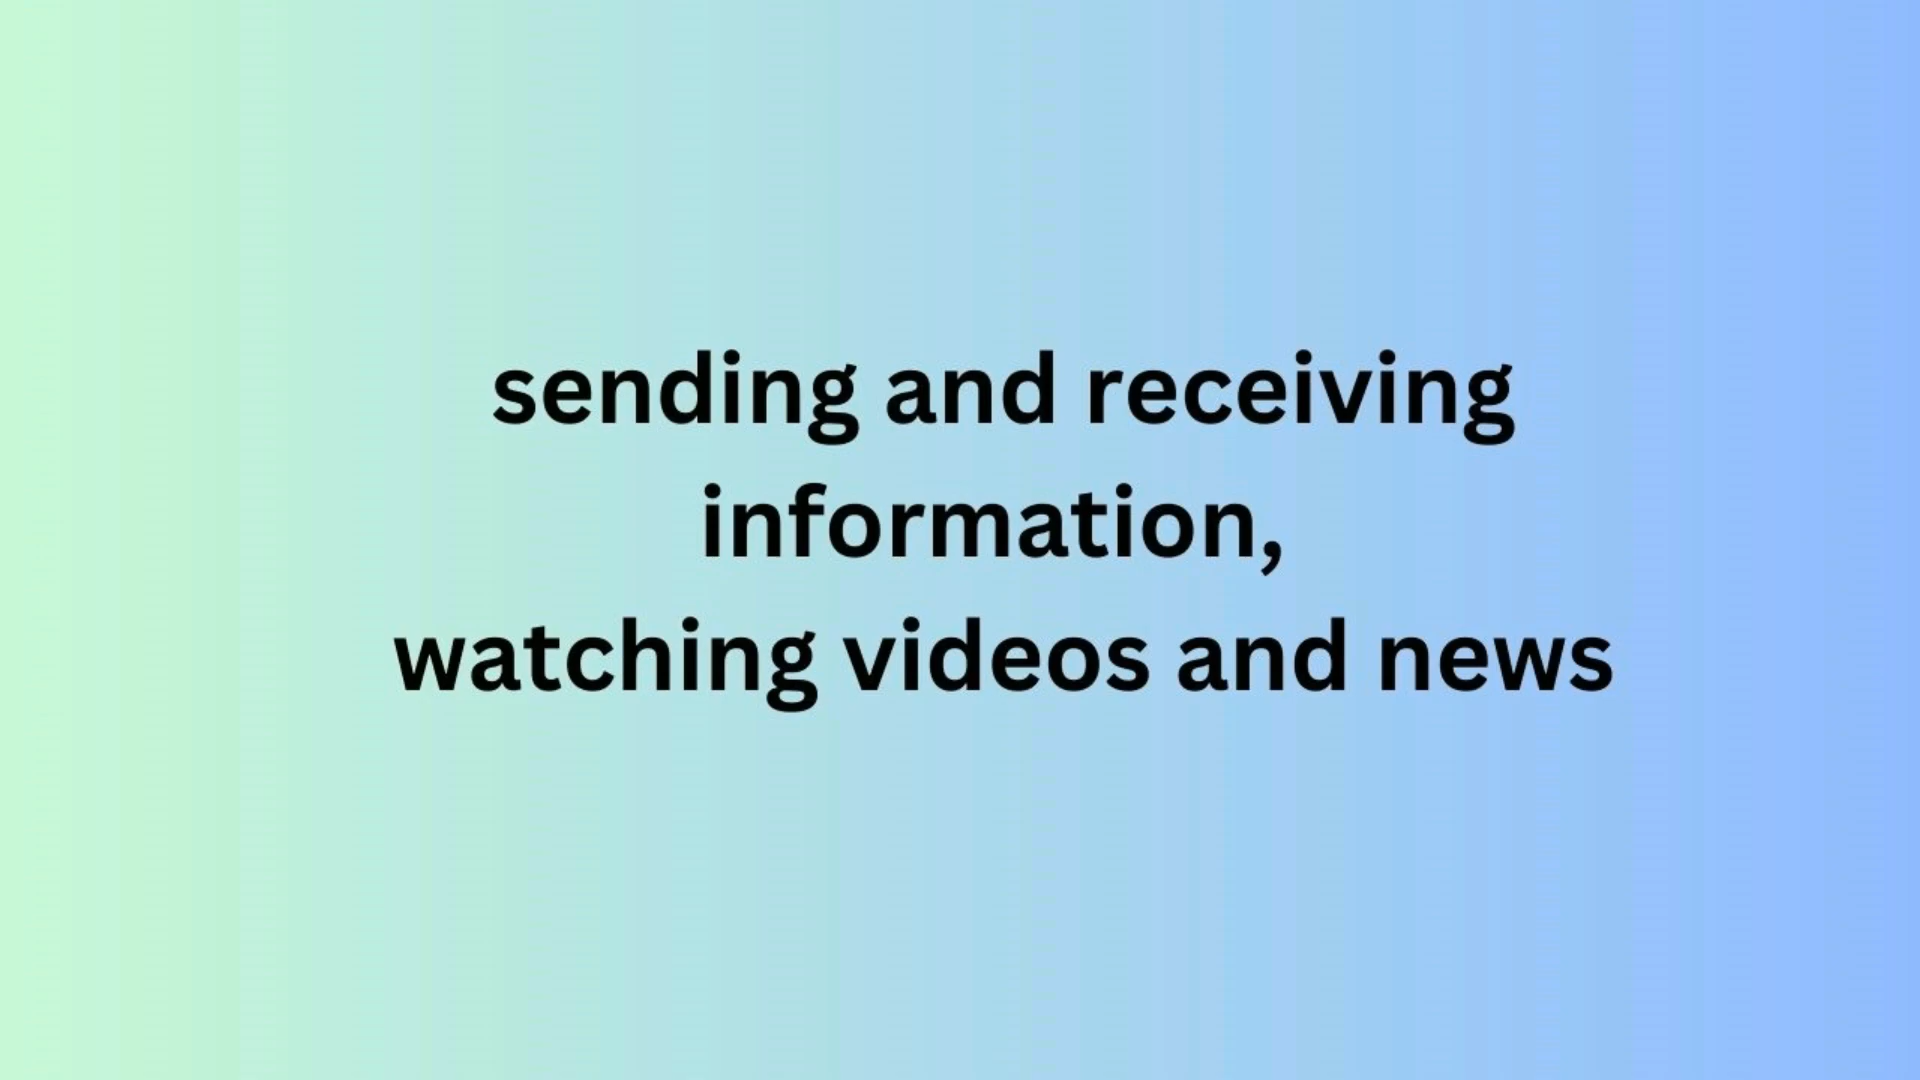 sending and receiving
information,
watching videos and news